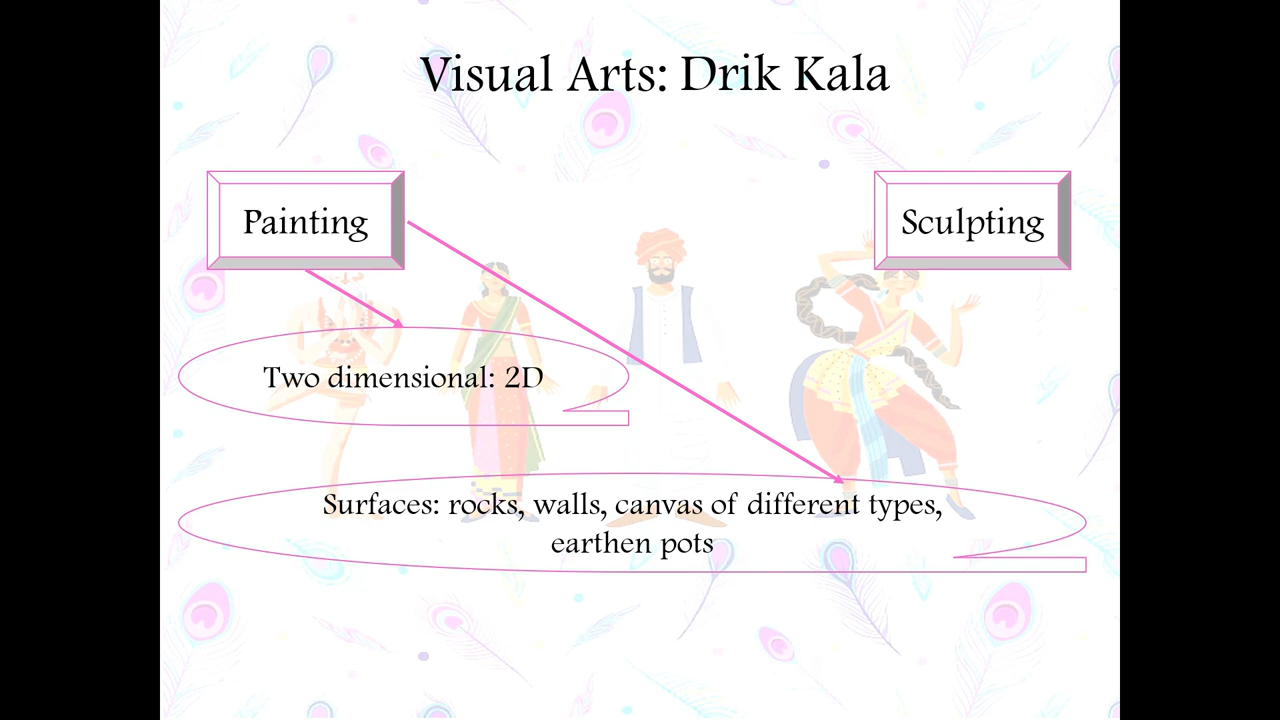 Visual Arts: Drik Kala
Painting
Sculpting
Two dimensional: 2D
Surfaces: rocks, walls, canvas of different types,
earthen pots